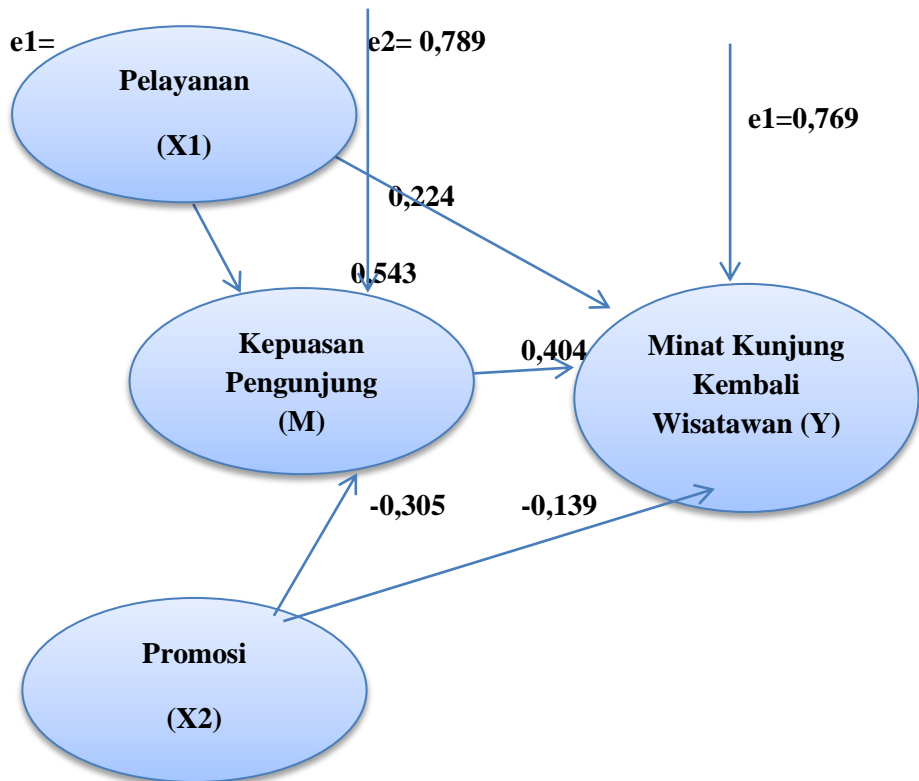 e1=
e2= 0,789
Pelayanan
(X1)
e1=0,769
0,224
0,543
Kepuasan
Pengunjung
(M)
0,404
Minat Kunjung
Kembali
Wisatawan (Y)
-0,305
-0,139
Promosi
(X2)